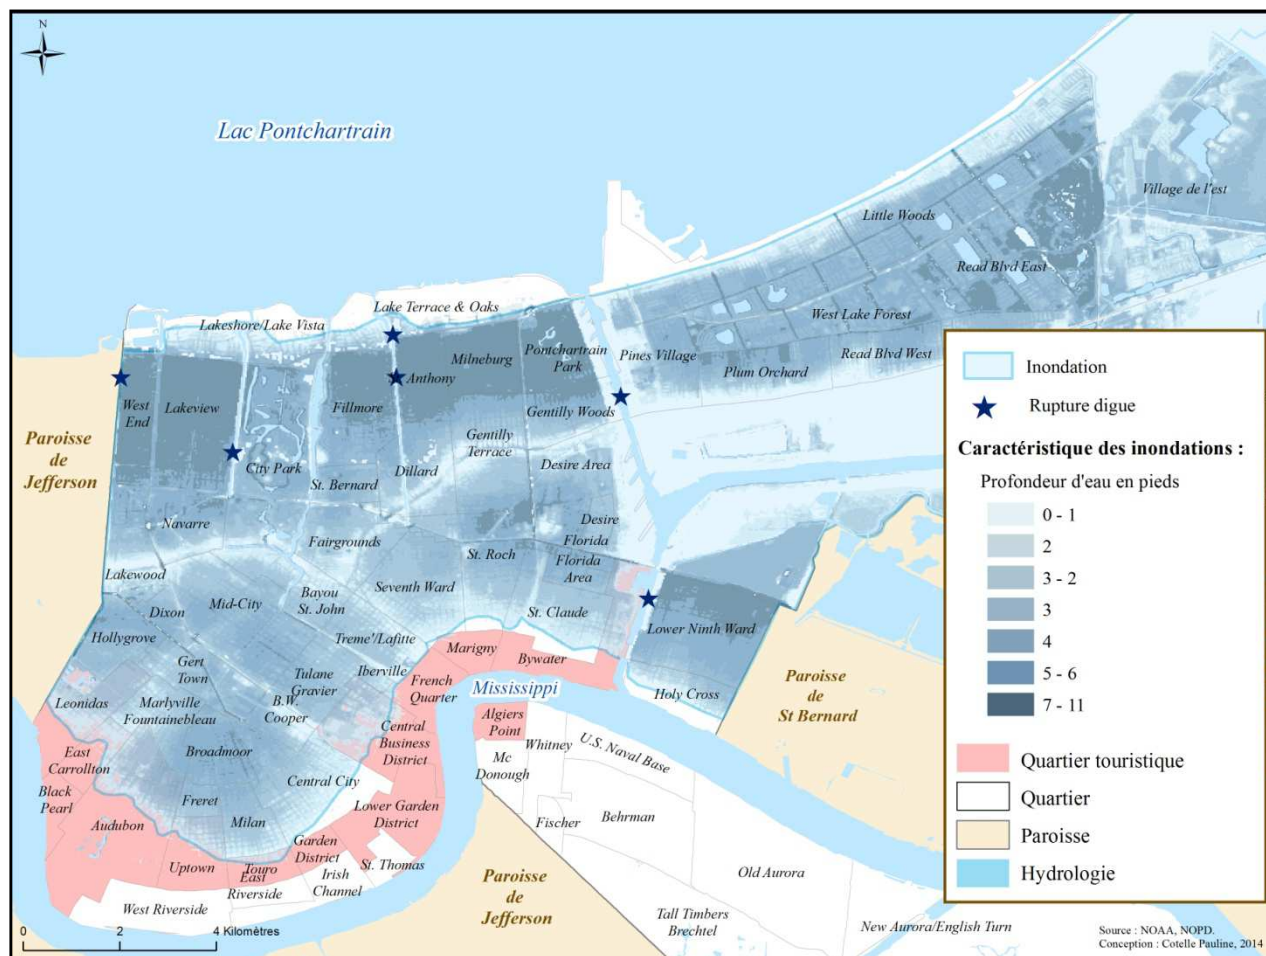 N
Lac Pontchartrain
Village de l'est
Little Woods
Read Blvd East
Lake Terrace & Oaks
Lakeshore/Lake Vista
West Lake Forest
Pontchartrain
Park
Milneburg
Pines Village
Read Blvd West
Plum Orchard
Anthony
West
End
Lakeview
Fillmore
Gentilly Woods
Paroisse
de
Jefferson
Gentilly
Terrace
City Park
Dillard
Desire Area
St. Bernard
Navarre
Desire
Fairgrounds
Florida
St. Roch
Florida
Area
Lakewood
Seventh Ward
Bayou
St. John
Mid-City
Dixon
St. Claude
Lower Ninth Ward
Hollygrove
Treme'/Lafitte
Marigny
Bywater
Gert
Town
Iberville
Tulane
Gravier
French
Quarter
Mississippi
Holy Cross
Paroisse
de
St Bernard
Leonidas
Marlyville
Fountainebleau
B.W.
Cooper
Algiers
Point
Central
Business
District
U.S. Naval Base
Whitney
East
Carrollton
Broadmoor
Mc
Donough
Central City
Black
Pearl
Freret
Lower Garden
District
Audubon
Milan
Fischer
Behrman
Garden
District
Uptown
Touro
St. Thomas
East
Riverside
Irish
Channel
Old Aurora
Paroisse
de
Jefferson
West Riverside
Tall Timbers
Brechtel
New Aurora/English Turn
0 2 4 Kilomètres
Inondation
Rupture digue
Caractéristique des inondations :
Profondeur d'eau en pieds
0 - 1
2
3 - 2
3
4
5 - 6
7 - 11
Quartier touristique
Quartier
Paroisse
Hydrologie
Source : NOAA, NOPD.
Conception : Cotelle Pauline, 2014